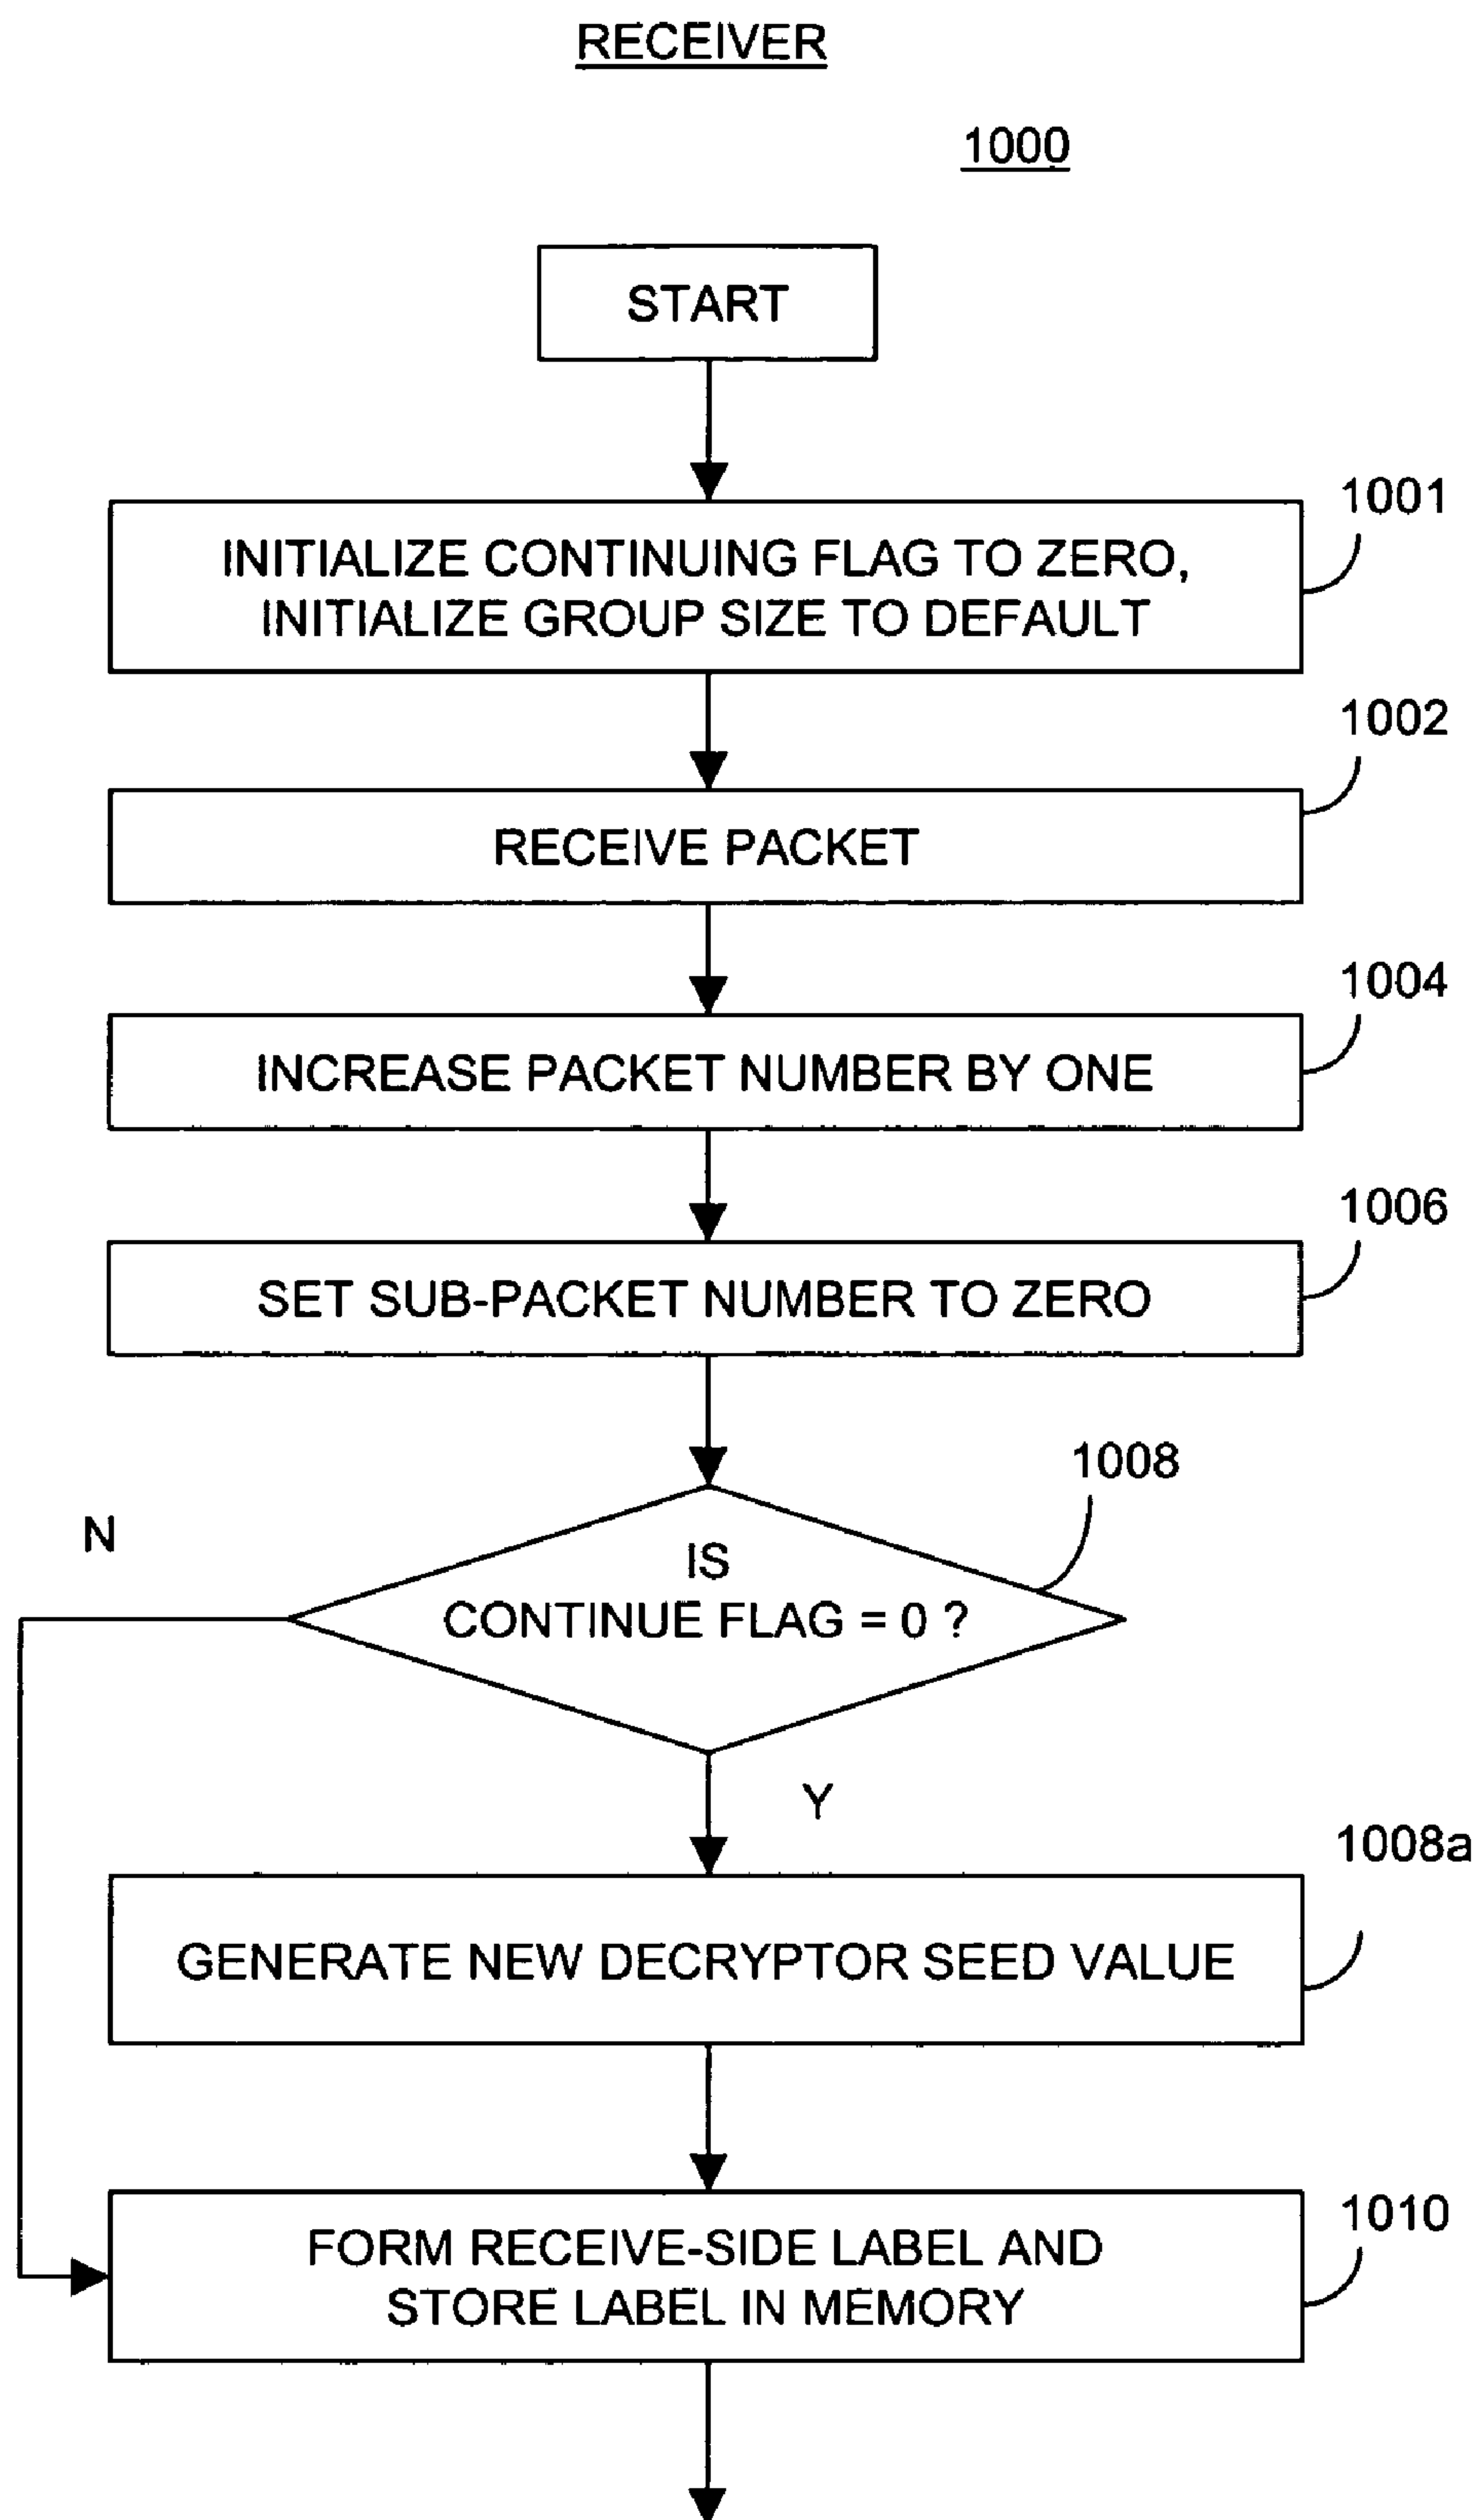 RECEIVER
1000
START
1001
INITIALIZE CONTINUING FLAG TO ZERO,
INITIALIZE GROUP SIZE TO DEFAULT
1002
RECEIVE PACKET
1004
INCREASE PACKET NUMBER BY ONE
1006
SET SUB-PACKET NUMBER TO ZERO
1008
N
IS
CONTINUE FLAG = 0 ?
Y
1008a
GENERATE NEW DECRYPTOR SEED VALUE
1010
FORM RECEIVE-SIDE LABEL AND
STORE LABEL IN MEMORY